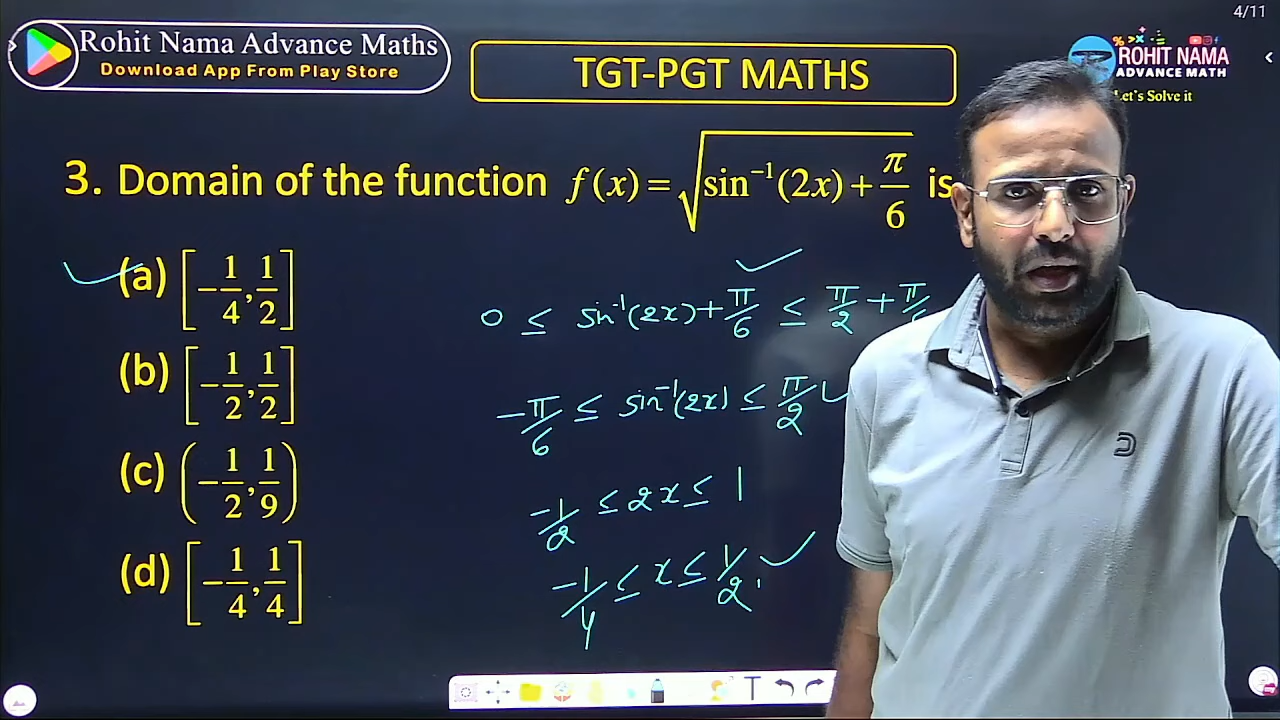 4/11
Rohit Nama Advance Maths
Download App From Play Store
TGT-PGT MATHS
ROHIT NAMA
ADVANCE MATH
Let's Solve it
3. Domain of the function f(x) = √(sin⁻¹(2x) + π/6) is
(a) [-1/4, 1/2]
(b) [-1/2, 1/2]
(c) (-1/2, 1/9)
(d) [-1/4, 1/4]
0 ≤ sin⁻¹(2x) + π/6 ≤ π/2 + π/
-π/6 ≤ sin⁻¹(2x) ≤ π/2
-1/2 ≤ 2x ≤ 1
-1/4 ≤ x ≤ 1/2
T